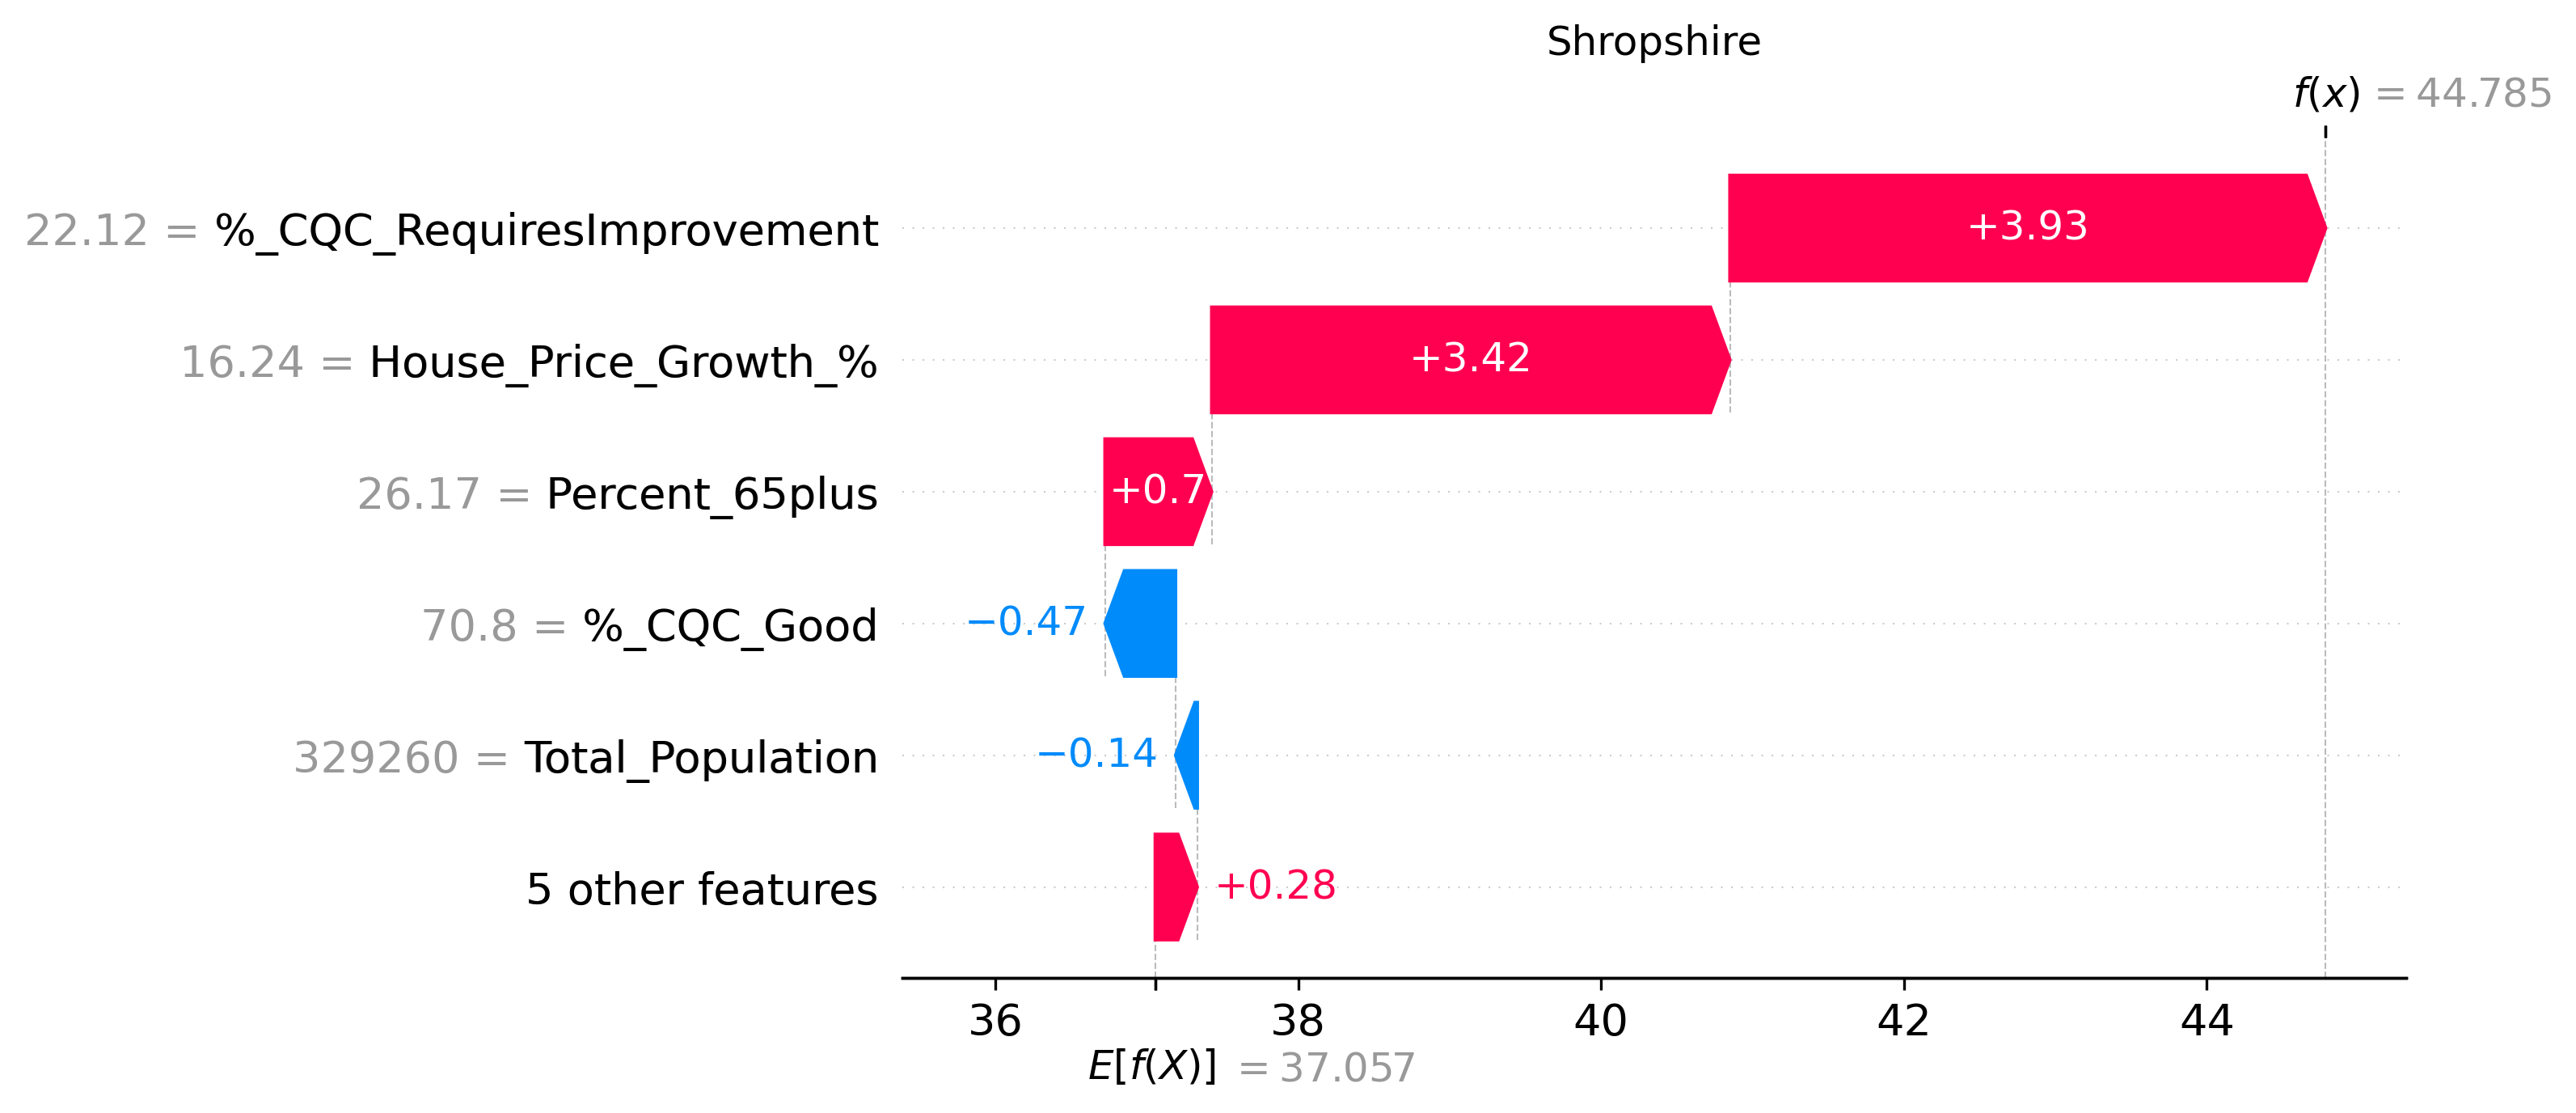 Shropshire
f(x) = 44.785
22.12 = %_CQC_RequiresImprovement
+3.93
16.24 = House_Price_Growth_%
+3.42
26.17 = Percent_65plus
+0.7
70.8 = %_CQC_Good
−0.47
329260 = Total_Population
−0.14
5 other features
+0.28
36 38 40 42 44
E[f(X)] = 37.057